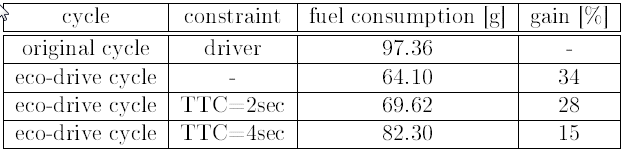 cycle constraint fuel consumption [g] gain [%]
original cycle driver 97.36 -
eco-drive cycle - 64.10 34
eco-drive cycle TTC=2sec 69.62 28
eco-drive cycle TTC=4sec 82.30 15